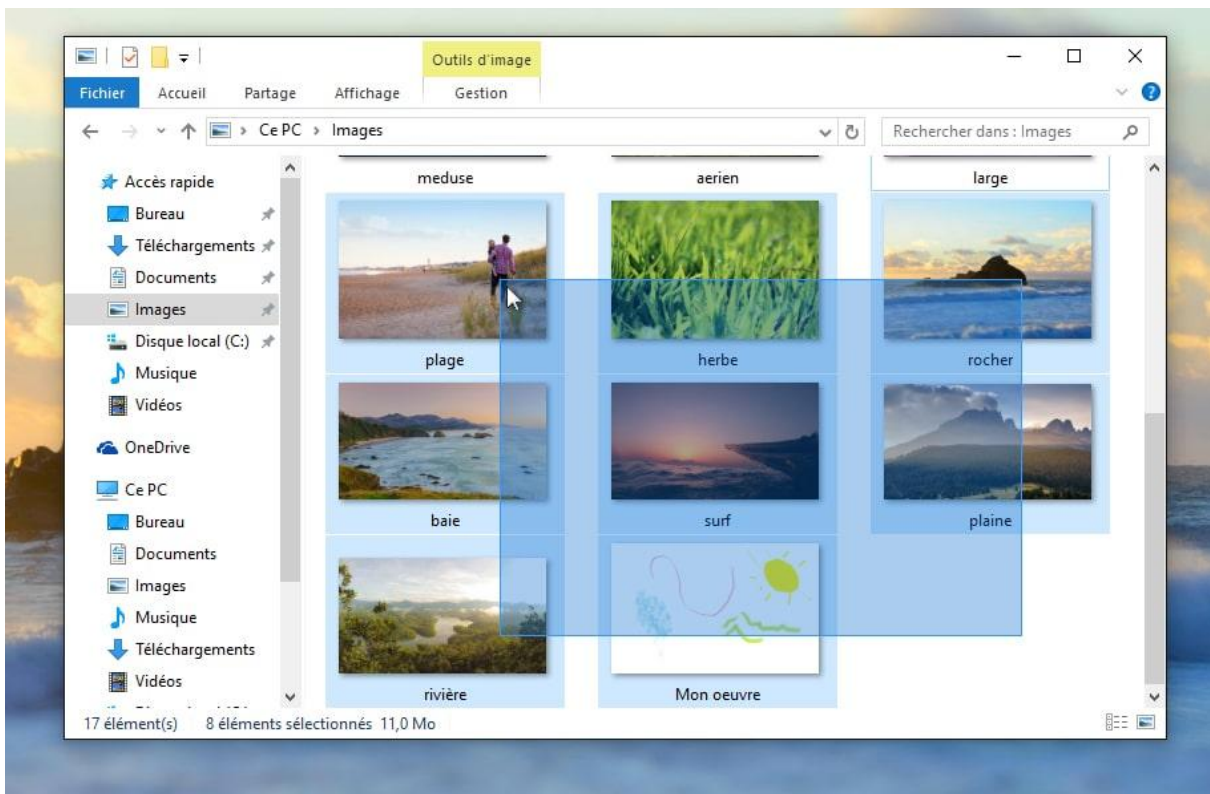 Outils d'image
Fichier Accueil Partage Affichage Gestion
Ce PC › Images
Rechercher dans : Images
Accès rapide
Bureau
Téléchargements
Documents
Images
Disque local (C:)
Musique
Vidéos
OneDrive
Ce PC
Bureau
Documents
Images
Musique
Téléchargements
Vidéos
meduse aerien large
plage herbe rocher
baie surf plaine
rivière Mon oeuvre
17 élément(s) 8 éléments sélectionnés 11,0 Mo